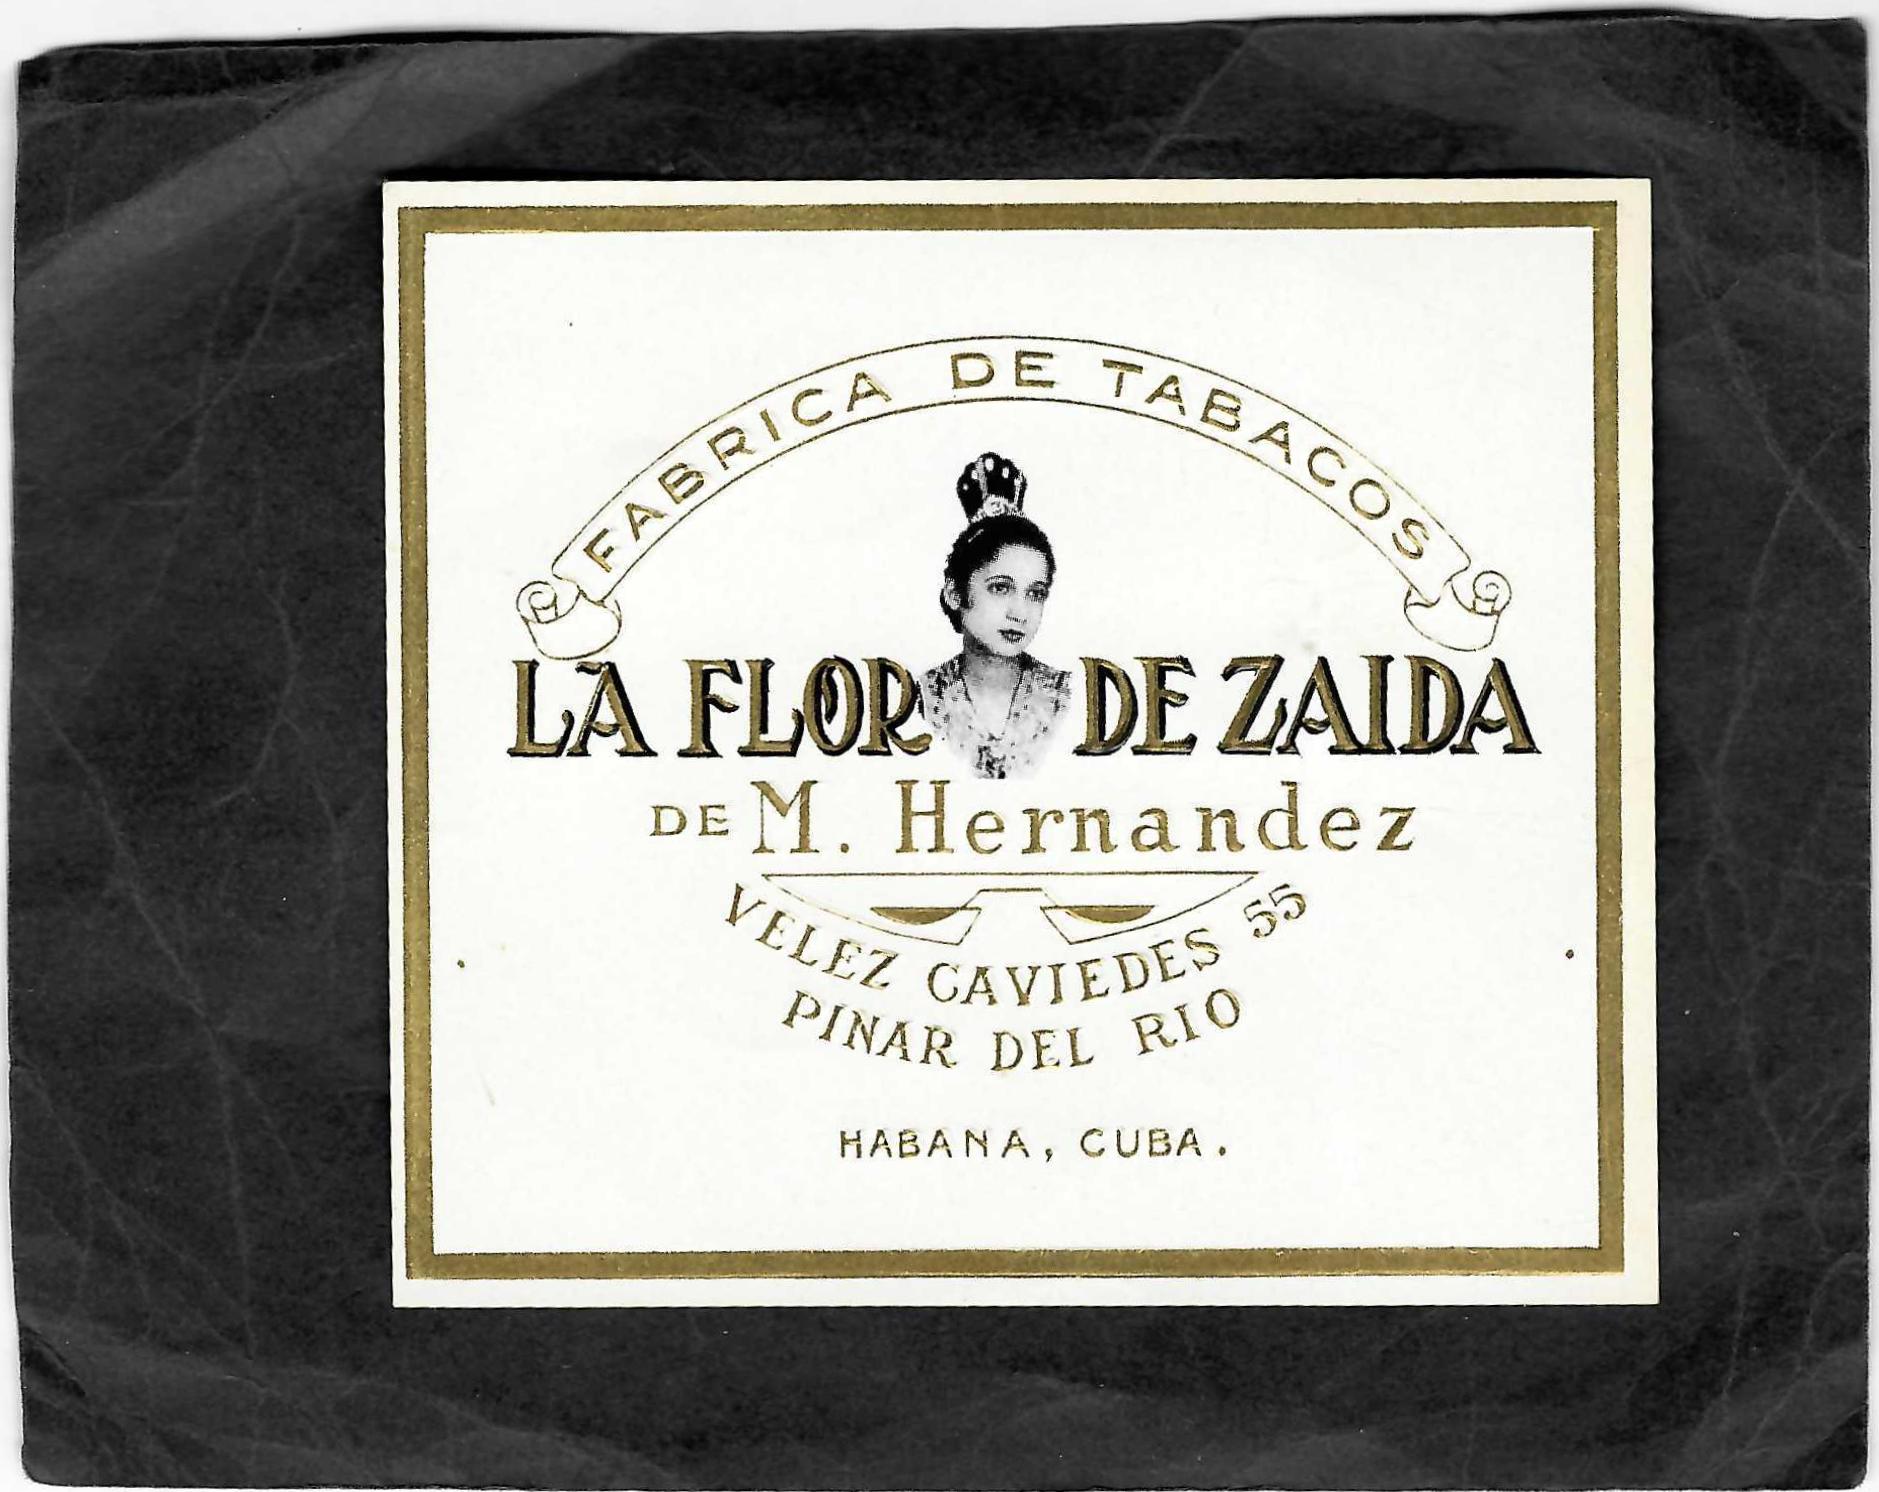 FABRICA DE TABACOS
LA FLOR DE ZAIDA
DE M. Hernandez
VELEZ CAVIEDES 55
PINAR DEL RIO
HABANA, CUBA.